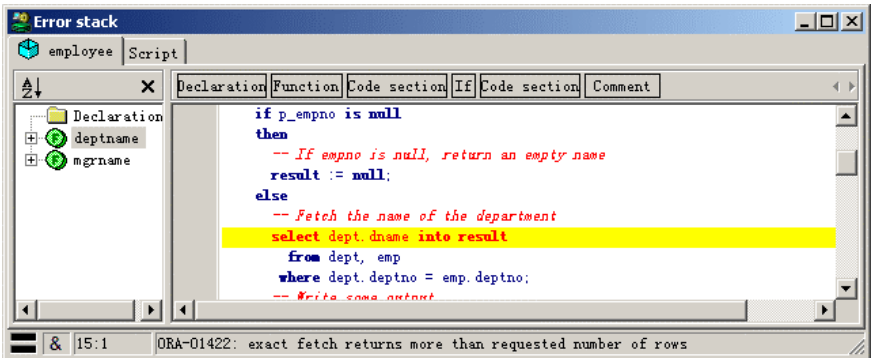 Error stack
employee Script
Declaration Function Code section If Code section Comment
Declaration
deptname
mgrname
if p_empno is null
then
-- If empno is null, return an empty name
result := null;
else
-- Fetch the name of the department
select dept.dname into result
from dept, emp
where dept.deptno = emp.deptno;
-- Write some output
& 15:1 ORA-01422: exact fetch returns more than requested number of rows